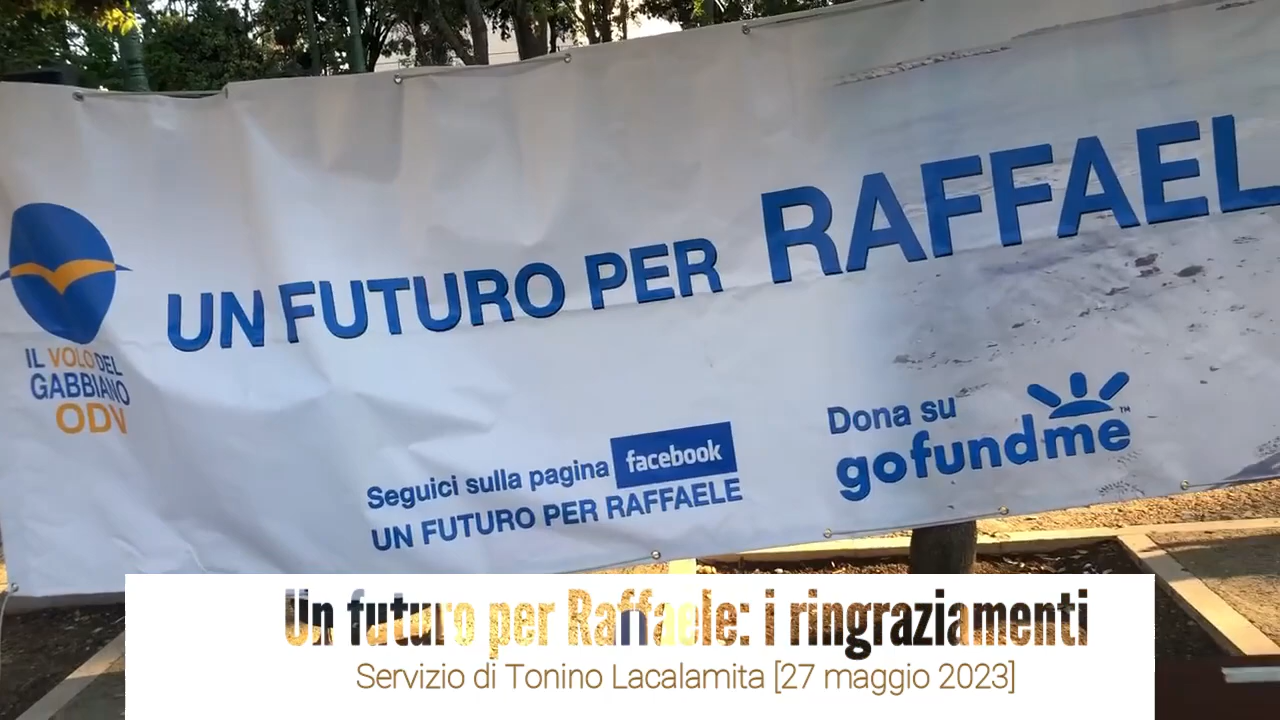 UN FUTURO PER RAFFAEL
IL VOLO DEL
GABBIANO
ODV
Seguici sulla pagina facebook
UN FUTURO PER RAFFAELE
Dona su
gofundme™
Un futuro per Raffaele: i ringraziamenti
Servizio di Tonino Lacalamita [27 maggio 2023]